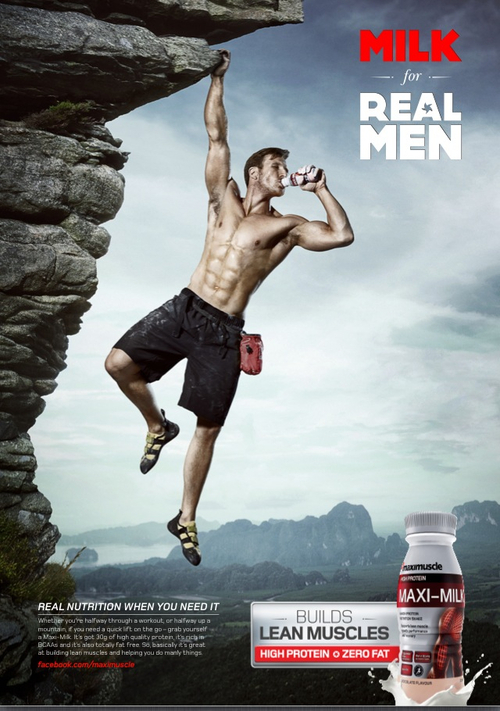 MILK
for
REAL
MEN
REAL NUTRITION WHEN YOU NEED IT
Whether you're halfway through a workout, or halfway up a
mountain, if you need a quick lift on the go – grab yourself
a Maxi-Milk. It's got 30g of high quality protein, it's rich in
BCAAs and it's also totally fat free. So, basically it's great
at building lean muscles and helping you do manly things.
facebook.com/maximuscle
BUILDS
LEAN MUSCLES
HIGH PROTEIN ZERO FAT
maximuscle
HIGH PROTEIN
MAXI-MILK